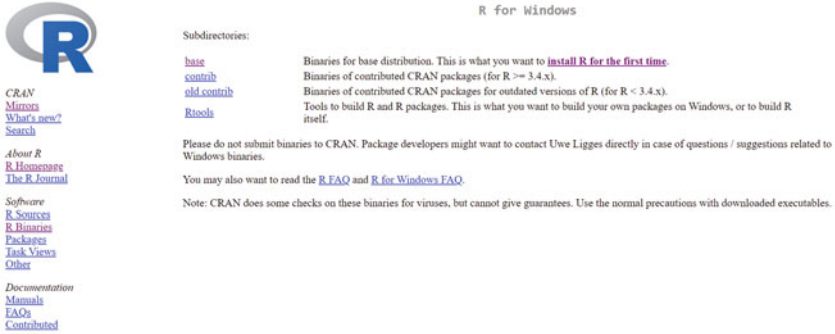 R
CRAN
Mirrors
What's new?
Search
About R
R Homepage
The R Journal
Software
R Sources
R Binaries
Packages
Task Views
Other
Documentation
Manuals
FAQs
Contributed
R for Windows
Subdirectories:
base Binaries for base distribution. This is what you want to install R for the first time.
contrib Binaries of contributed CRAN packages (for R >= 3.4.x).
old contrib Binaries of contributed CRAN packages for outdated versions of R (for R < 3.4.x).
Rtools Tools to build R and R packages. This is what you want to build your own packages on Windows, or to build R
itself.
Please do not submit binaries to CRAN. Package developers might want to contact Uwe Ligges directly in case of questions / suggestions related to
Windows binaries.
You may also want to read the R FAQ and R for Windows FAQ.
Note: CRAN does some checks on these binaries for viruses, but cannot give guarantees. Use the normal precautions with downloaded executables.